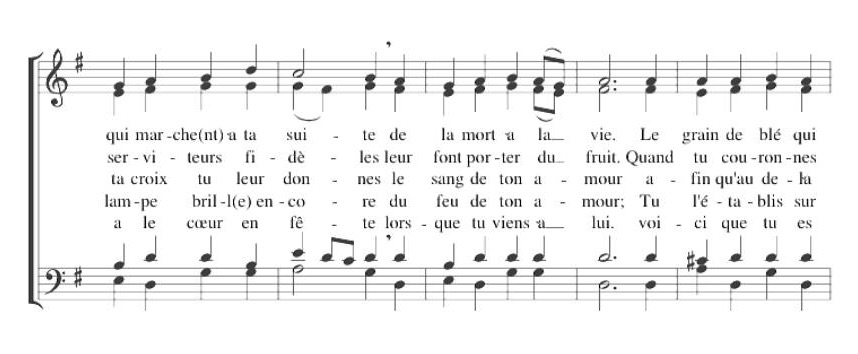 qui mar-che(nt) a ta sui - te de la mort a la_ vie. Le grain de blé qui
ser - vi - teurs fi - dè - les leur font por-ter du_ fruit. Quand tu cou-ron-nes
ta croix tu leur don - nes le sang de ton a - mour a - fin qu'au de-la
lam-pe bril-l(e) en-co - re du feu de ton a - mour; Tu l'é-ta-blis sur
a le cœur en fê - te lors-que tu viens a_ lui. voi - ci que tu es